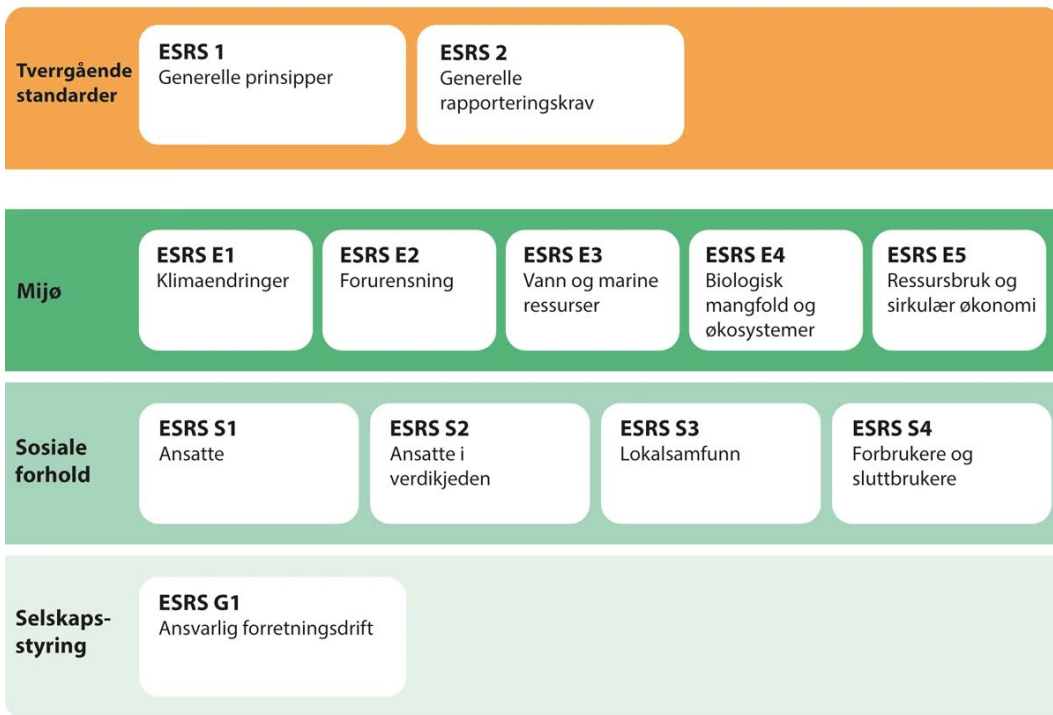 Tverrgående
standarder
ESRS 1
Generelle prinsipper
ESRS 2
Generelle
rapporteringskrav
Mijø
ESRS E1
Klimaendringer
ESRS E2
Forurensning
ESRS E3
Vann og marine
ressurser
ESRS E4
Biologisk
mangfold og
økosystemer
ESRS E5
Ressursbruk og
sirkulær økonomi
Sosiale
forhold
ESRS S1
Ansatte
ESRS S2
Ansatte i
verdikjeden
ESRS S3
Lokalsamfunn
ESRS S4
Forbrukere og
sluttbrukere
Selskaps-
styring
ESRS G1
Ansvarlig forretningsdrift